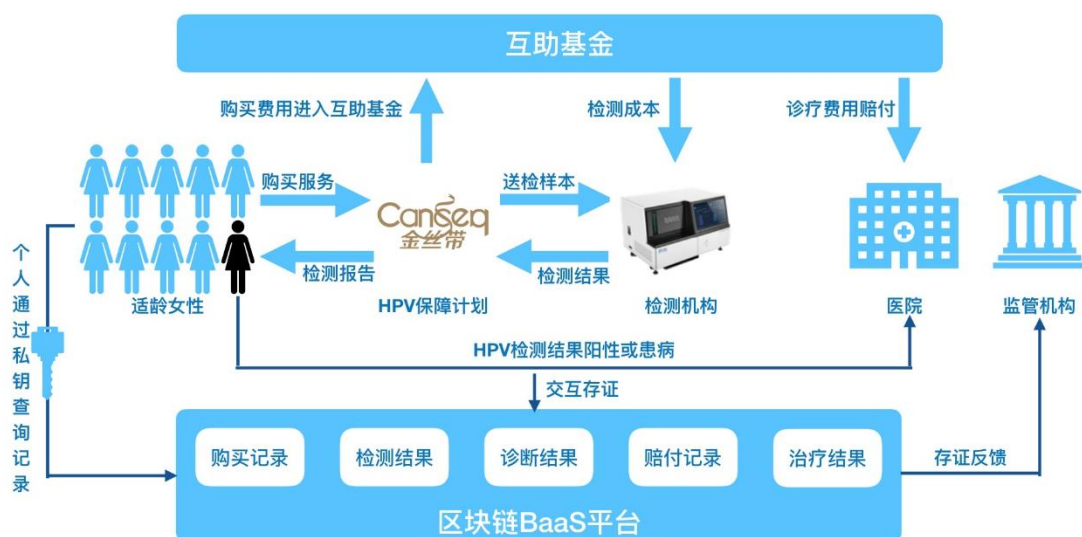 互助基金
购买费用进入互助基金
检测成本
诊疗费用赔付
购买服务
送检样本
Canseq
金丝带
检测报告
检测结果
适龄女性
HPV保障计划
检测机构
医院
监管机构
个人通过私钥查询记录
HPV检测结果阳性或患病
交互存证
购买记录
检测结果
诊断结果
赔付记录
治疗结果
存证反馈
区块链BaaS平台